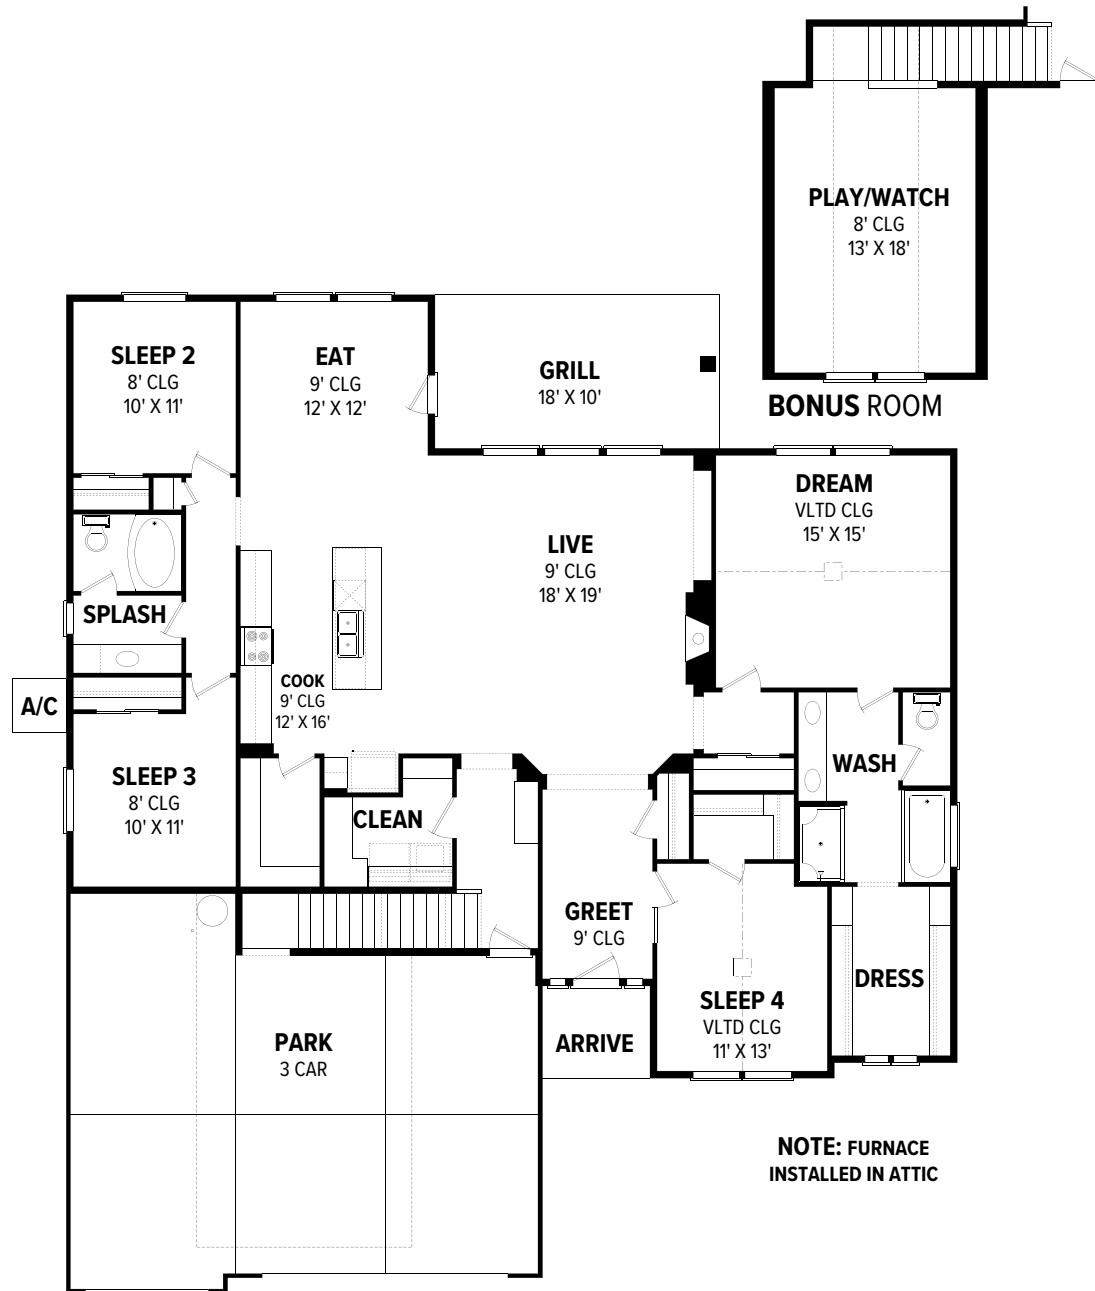 PLAY/WATCH
8' CLG
13' X 18'
BONUS ROOM
SLEEP 2
8' CLG
10' X 11'
EAT
9' CLG
12' X 12'
GRILL
18' X 10'
DREAM
VLTD CLG
15' X 15'
LIVE
9' CLG
18' X 19'
SPLASH
COOK
9' CLG
12' X 16'
A/C
SLEEP 3
8' CLG
10' X 11'
WASH
CLEAN
GREET
9' CLG
DRESS
SLEEP 4
VLTD CLG
11' X 13'
PARK
3 CAR
ARRIVE
NOTE: FURNACE
INSTALLED IN ATTIC